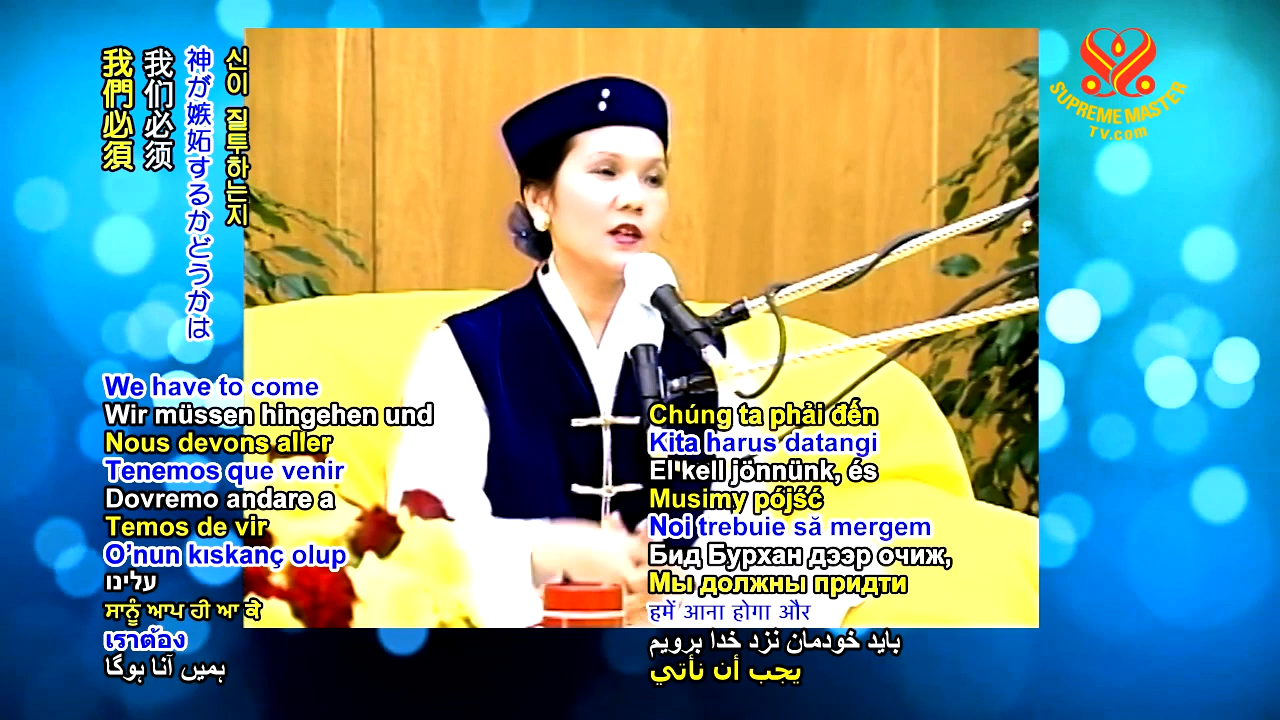 我們必須
我们必须
神が嫉妬するかどうかは
신이 질투하는지
SUPREME MASTER
TV.com
We have to come
Wir müssen hingehen und
Nous devons aller
Tenemos que venir
Dovremo andare a
Temos de vir
O'nun kıskanç olup
עלינו
ਸਾਨੂੰ ਆਪ ਹੀ ਆ ਕੇ
เราต้อง
ہمیں آنا ہوگا
Chúng ta phải đến
Kita harus datangi
El kell jönnünk, és
Musimy pójść
Noi trebuie să mergem
Бид Бурхан дээр очиж,
Мы должны придти
हमें आना होगा और
باید خودمان نزد خدا برویم
يجب أن نأتي